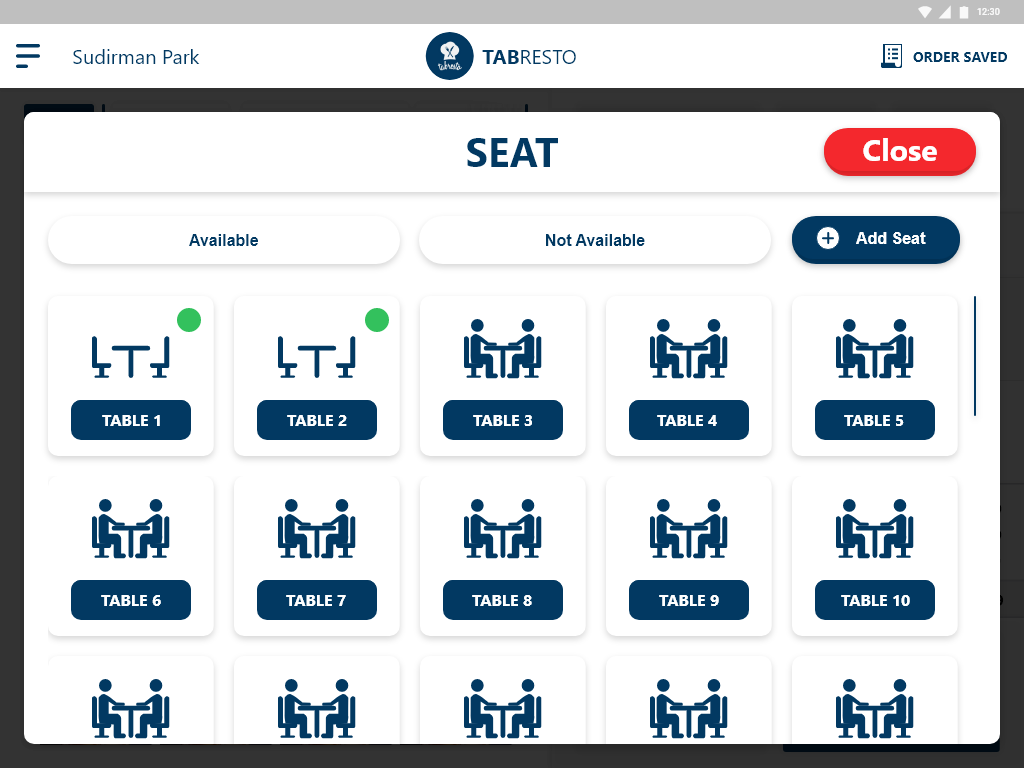 12:30
Sudirman Park
tabresto
TABRESTO
ORDER SAVED
SEAT
Close
Available
Not Available
Add Seat
TABLE 1
TABLE 2
TABLE 3
TABLE 4
TABLE 5
TABLE 6
TABLE 7
TABLE 8
TABLE 9
TABLE 10